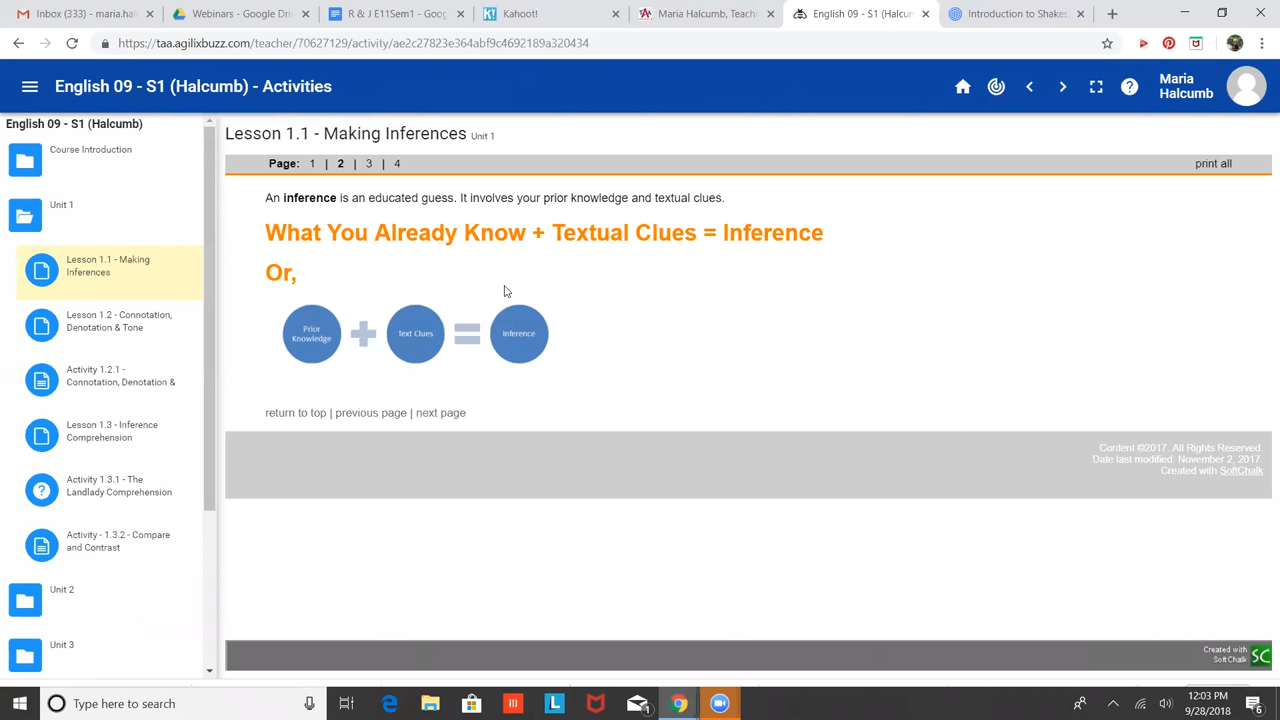 Inbox (333) - maria.hal
Webinars - Google Dri
R & J E11Sem1 - Goog
Kahoot!
Maria Halcumb, Teache
English 09 - S1 (Halcum
Introduction to Shakes
https://taa.agilixbuzz.com/teacher/70627129/activity/ae2c27823e364abf9c4692189a320434
English 09 - S1 (Halcumb) - Activities
Maria
Halcumb
English 09 - S1 (Halcumb)
Course Introduction
Unit 1
Lesson 1.1 - Making
Inferences
Lesson 1.2 - Connotation,
Denotation & Tone
Activity 1.2.1 -
Connotation, Denotation &
Lesson 1.3 - Inference
Comprehension
Activity 1.3.1 - The
Landlady Comprehension
Activity - 1.3.2 - Compare
and Contrast
Unit 2
Unit 3
Lesson 1.1 - Making Inferences Unit 1
Page: 1 | 2 | 3 | 4
print all
An inference is an educated guess. It involves your prior knowledge and textual clues.
What You Already Know + Textual Clues = Inference
Or,
Prior
Knowledge
Text Clues
Inference
return to top | previous page | next page
Content ©2017. All Rights Reserved
Date last modified: November 2, 2017.
Created with SoftChalk
Created with
SoftChalk
SC
Type here to search
12:03 PM
9/28/2018